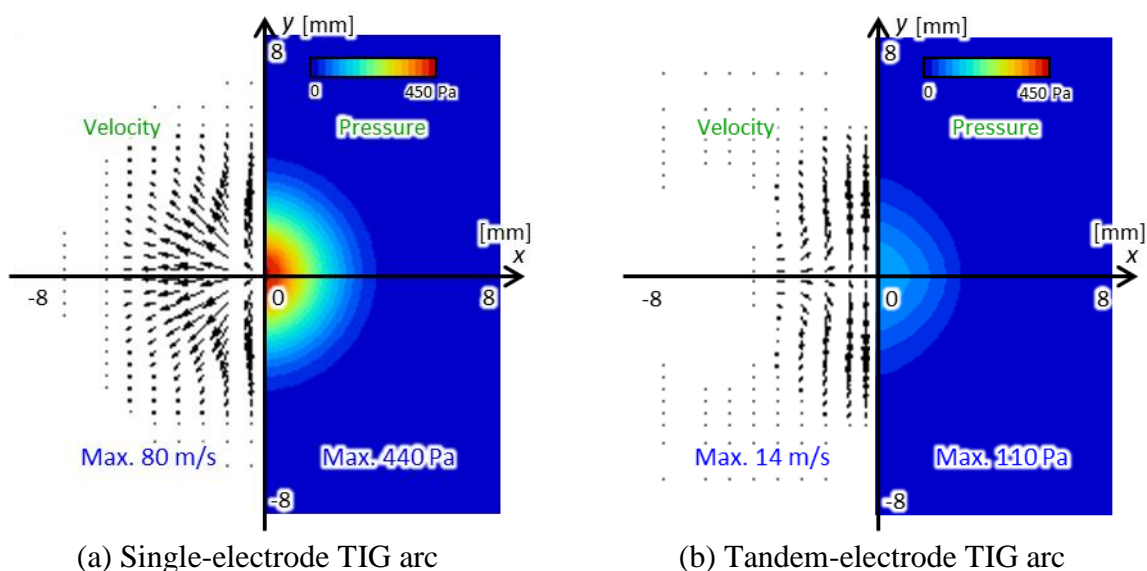 y [mm]
8
0 450 Pa
Velocity Pressure
[mm]
x
-8 0 8
Max. 80 m/s Max. 440 Pa
-8
(a) Single-electrode TIG arc
y [mm]
8
0 450 Pa
Velocity Pressure
[mm]
x
-8 0 8
Max. 14 m/s Max. 110 Pa
-8
(b) Tandem-electrode TIG arc